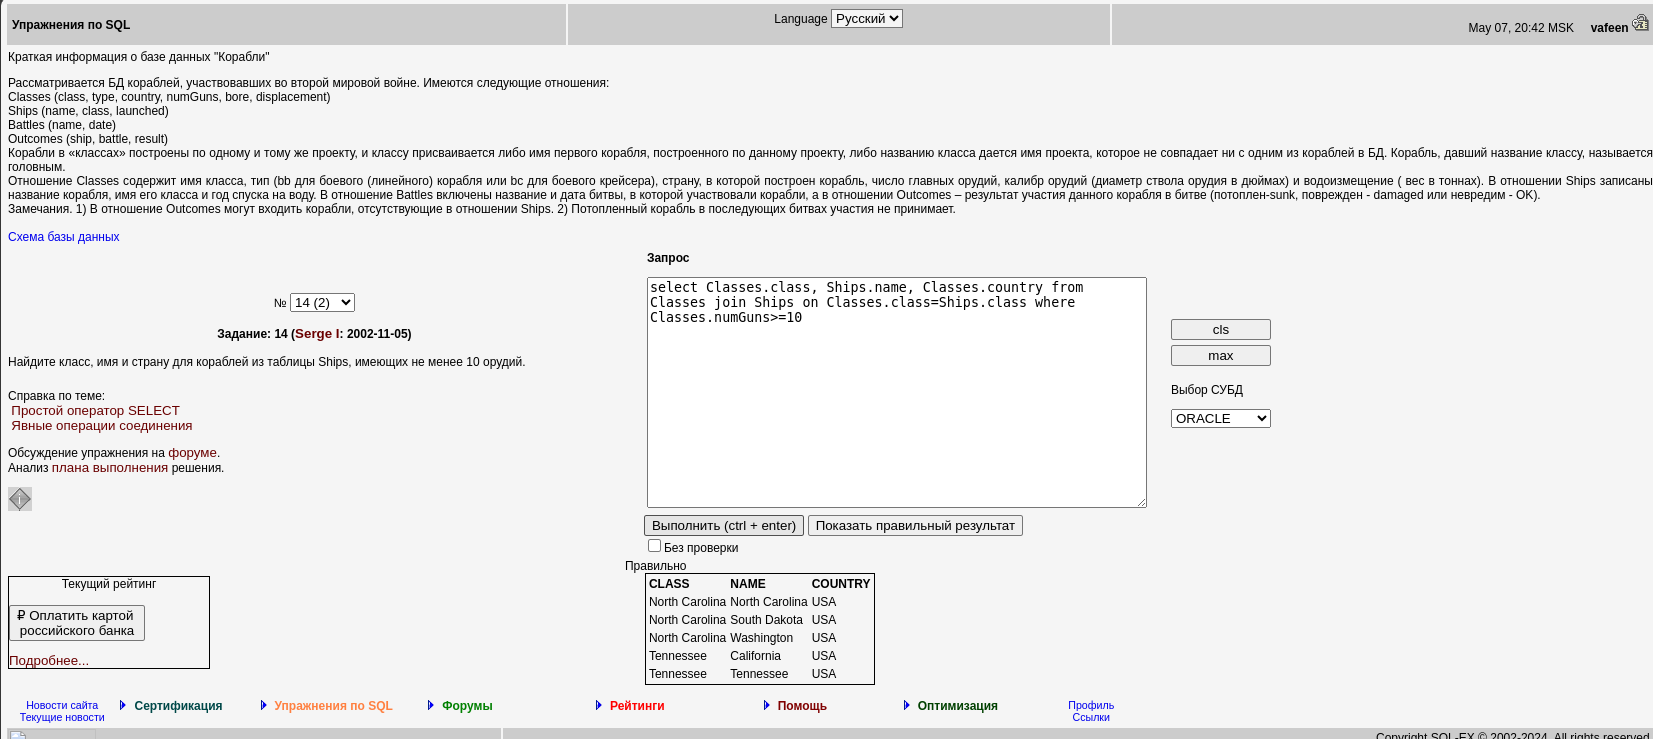 Упражнения по SQL
Language Русский
May 07, 20:42 MSK vafeen
Краткая информация о базе данных "Корабли"
Рассматривается БД кораблей, участвовавших во второй мировой войне. Имеются следующие отношения:
Classes (class, type, country, numGuns, bore, displacement)
Ships (name, class, launched)
Battles (name, date)
Outcomes (ship, battle, result)
Корабли в «классах» построены по одному и тому же проекту, и классу присваивается либо имя первого корабля, построенного по данному проекту, либо названию класса дается имя проекта, которое не совпадает ни с одним из кораблей в БД. Корабль, давший название классу, называется
головным.
Отношение Classes содержит имя класса, тип (bb для боевого (линейного) корабля или bc для боевого крейсера), страну, в которой построен корабль, число главных орудий, калибр орудий (диаметр ствола орудия в дюймах) и водоизмещение ( вес в тоннах). В отношении Ships записаны
название корабля, имя его класса и год спуска на воду. В отношение Battles включены название и дата битвы, в которой участвовали корабли, а в отношении Outcomes – результат участия данного корабля в битве (потоплен-sunk, поврежден - damaged или невредим - OK).
Замечания. 1) В отношение Outcomes могут входить корабли, отсутствующие в отношении Ships. 2) Потопленный корабль в последующих битвах участия не принимает.
Схема базы данных
№ 14 (2)
Задание: 14 (Serge I: 2002-11-05)
Найдите класс, имя и страну для кораблей из таблицы Ships, имеющих не менее 10 орудий.
Справка по теме:
Простой оператор SELECT
Явные операции соединения
Обсуждение упражнения на форуме.
Анализ плана выполнения решения.
Запрос
select Classes.class, Ships.name, Classes.country from
Classes join Ships on Classes.class=Ships.class where
Classes.numGuns>=10
cls
max
Выбор СУБД
ORACLE
Выполнить (ctrl + enter) Показать правильный результат
Без проверки
Правильно
CLASS NAME COUNTRY
North Carolina North Carolina USA
North Carolina South Dakota USA
North Carolina Washington USA
Tennessee California USA
Tennessee Tennessee USA
Текущий рейтинг
₽ Оплатить картой
российского банка
Подробнее...
Новости сайта
Текущие новости
Сертификация
Упражнения по SQL
Форумы
Рейтинги
Помощь
Оптимизация
Профиль
Ссылки
Copyright SQL-EX © 2002-2024. All rights reserved.